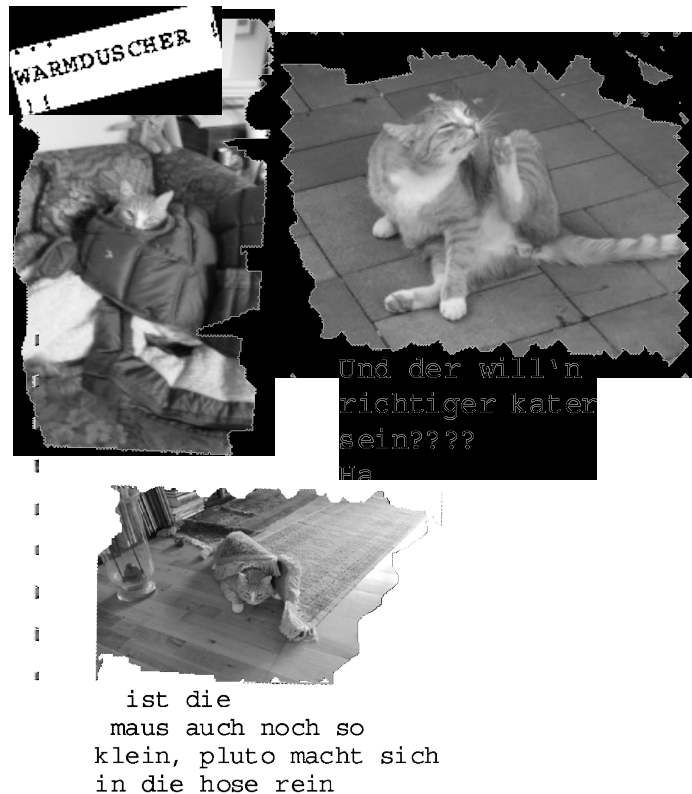 WARMDUSCHER !
!!
Und der will'n
richtiger kater
sein????
Ha
ist die
maus auch noch so
klein, pluto macht sich
in die hose rein